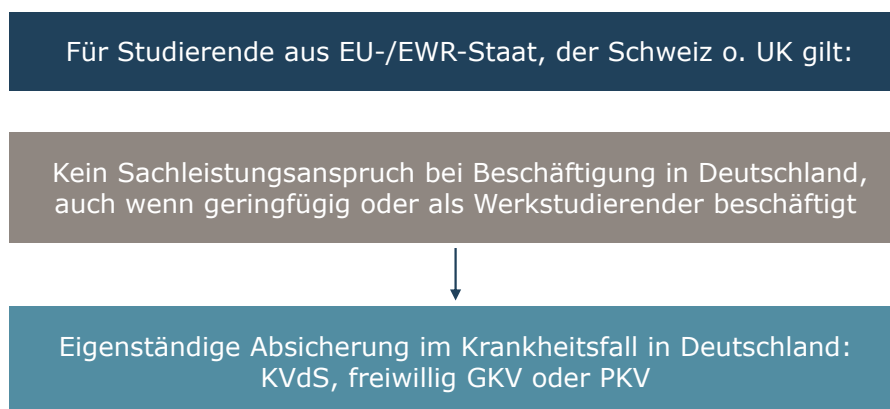 Für Studierende aus EU-/EWR-Staat, der Schweiz o. UK gilt:
Kein Sachleistungsanspruch bei Beschäftigung in Deutschland,
auch wenn geringfügig oder als Werkstudierender beschäftigt
Eigenständige Absicherung im Krankheitsfall in Deutschland:
KVdS, freiwillig GKV oder PKV